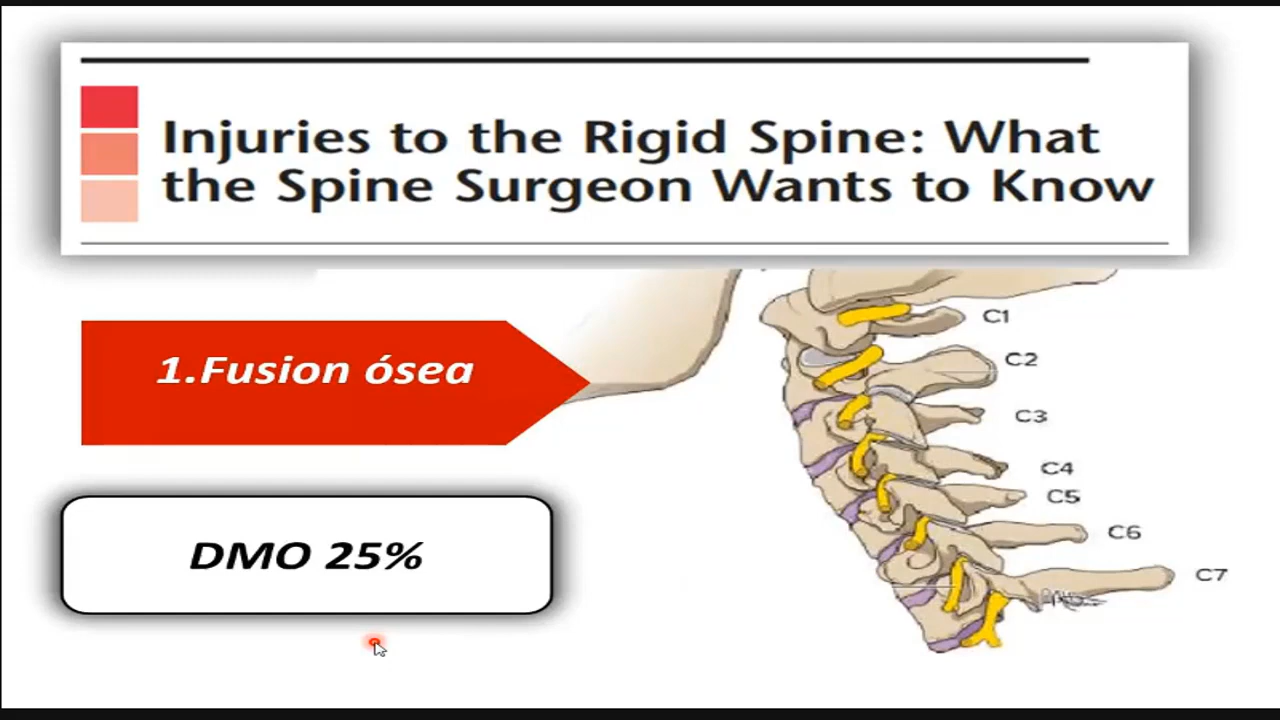 Injuries to the Rigid Spine: What
the Spine Surgeon Wants to Know
1.Fusion ósea
DMO 25%
C1
C2
C3
C4
C5
C6
C7